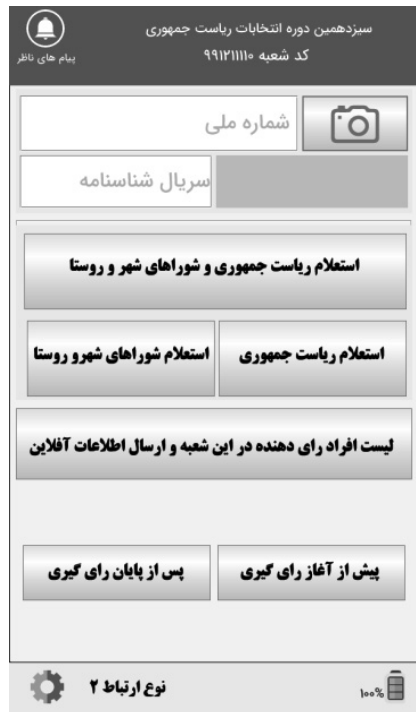 سیزدهمین دوره انتخابات ریاست جمهوری
کد شعبه ۹۹۱۲۱۱۱۱۰
پیام های ناظر
شماره ملی
سریال شناسنامه
استعلام ریاست جمهوری و شوراهای شهر و روستا
استعلام ریاست جمهوری
استعلام شوراهای شهرو روستا
لیست افراد رای دهنده در این شعبه و ارسال اطلاعات آفلاین
پیش از آغاز رای گیری
پس از پایان رای گیری
نوع ارتباط ۲
۱۰۰%